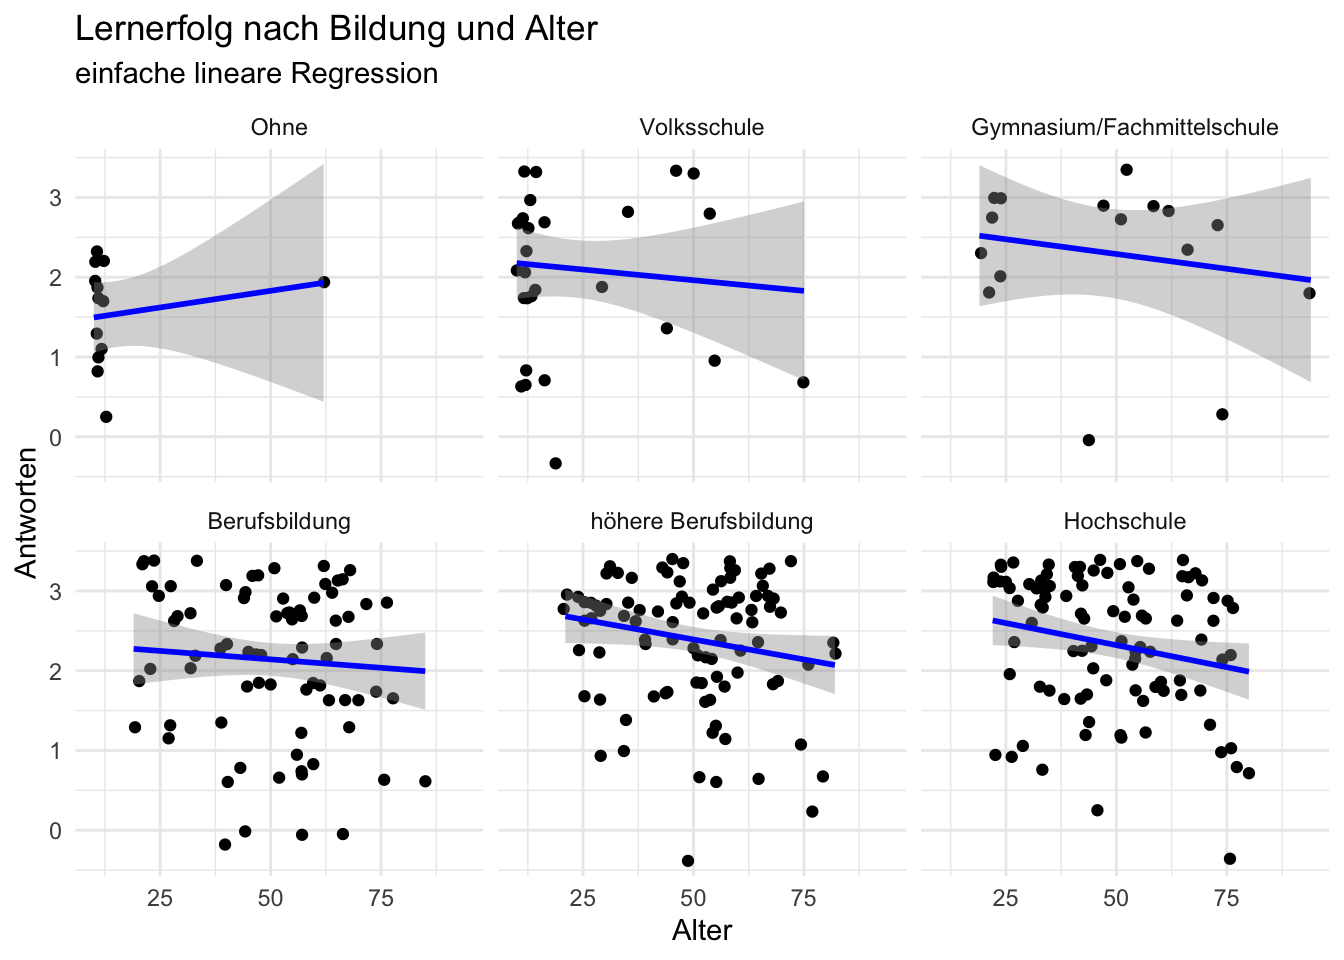 Lernerfolg nach Bildung und Alter
einfache lineare Regression
Ohne
Volksschule
Gymnasium/Fachmittelschule
3
2
1
0
Berufsbildung
höhere Berufsbildung
Hochschule
3
2
1
0
25 50 75
25 50 75
25 50 75
Antworten
Alter